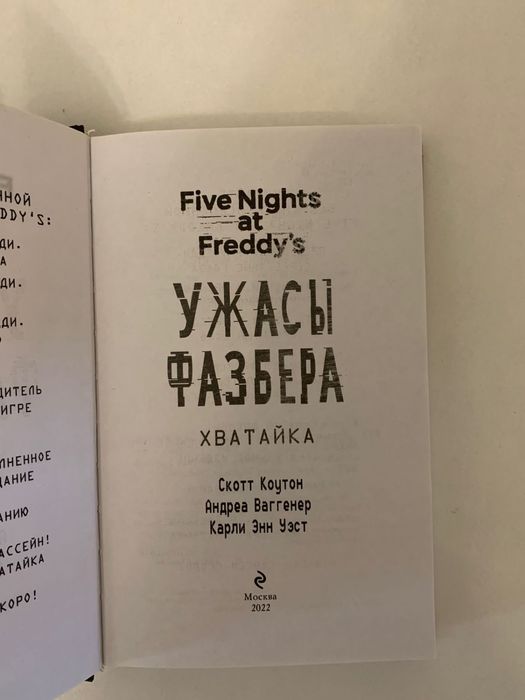 ННОЙ
DDY'S:
ДИ.
А
ДИ.
ДИ.
ДИТЕЛЬ
ИГРЕ
ЛНЕННОЕ
ДАНИЕ
АНИЮ
АССЕЙН!
АТАЙКА
КОРО!
Five Nights
at
Freddy's
УЖАСЫ
ФАЗБЕРА
ХВАТАЙКА
Скотт Коутон
Андреа Ваггенер
Карли Энн Уэст
Москва
2022